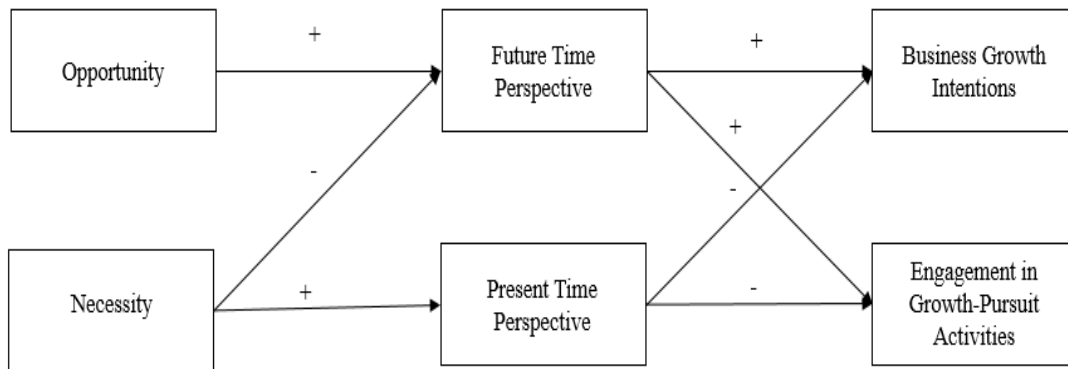 +
+
Opportunity
Future Time
Perspective
Business Growth
Intentions
+
-
-
Necessity
+
Present Time
Perspective
-
Engagement in
Growth-Pursuit
Activities